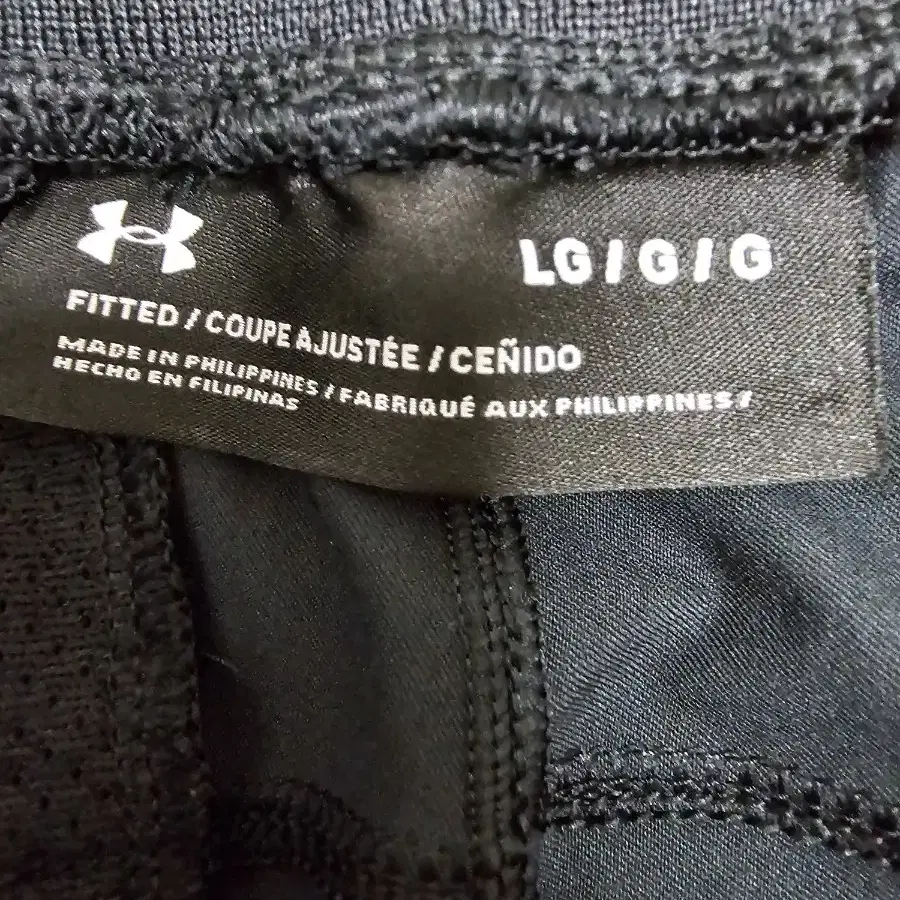 LG / G / G
FITTED / COUPE AJUSTÉE / CEÑIDO
MADE IN PHILIPPINES / FABRIQUÉ AUX PHILIPPINES /
HECHO EN FILIPINAS